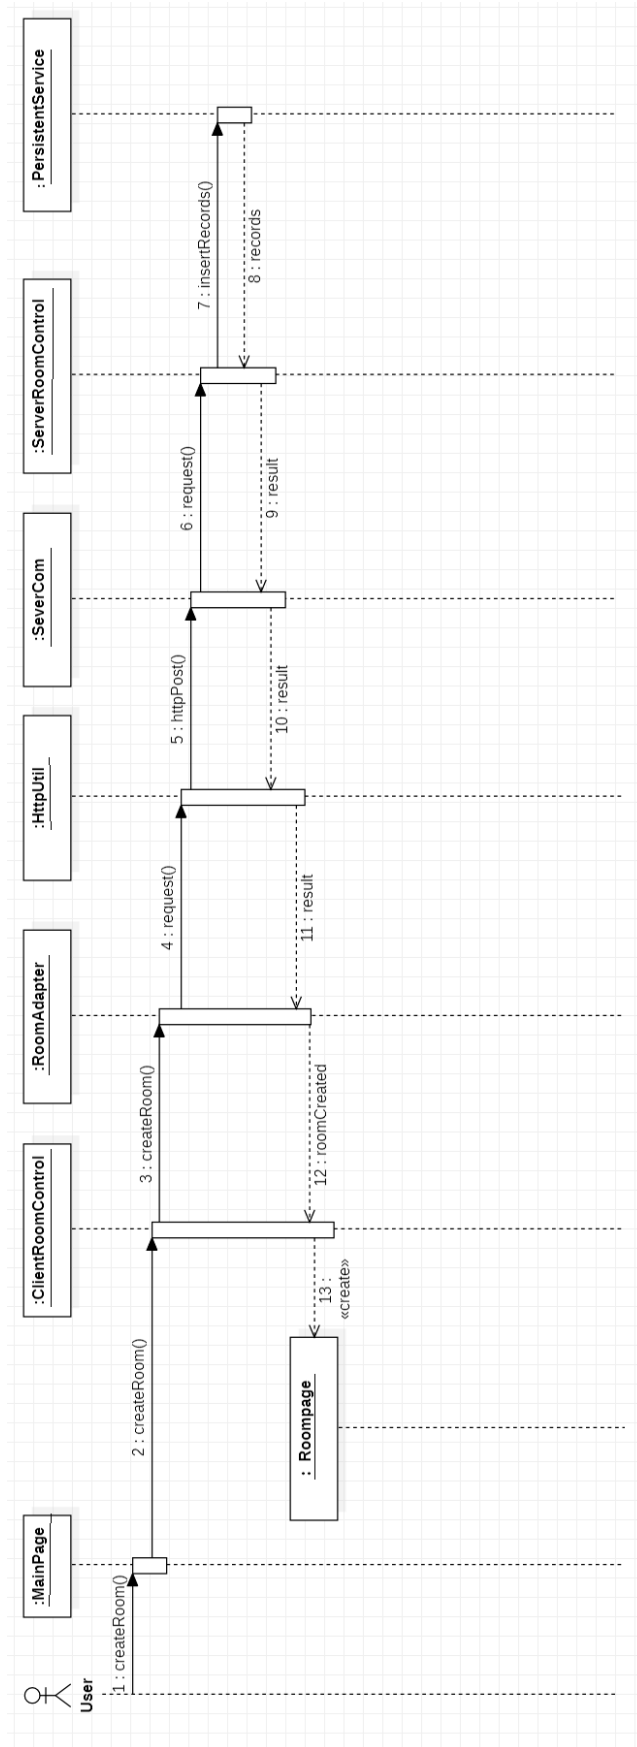 User
:MainPage
: Roompage
:ClientRoomControl
:RoomAdapter
:HttpUtil
:SeverCom
:ServerRoomControl
: PersistentService
1 : createRoom()
2 : createRoom()
3 : createRoom()
4 : request()
5 : httpPost()
6 : request()
7 : insertRecords()
8 : records
9 : result
10 : result
11 : result
12 : roomCreated
13 :
«create»